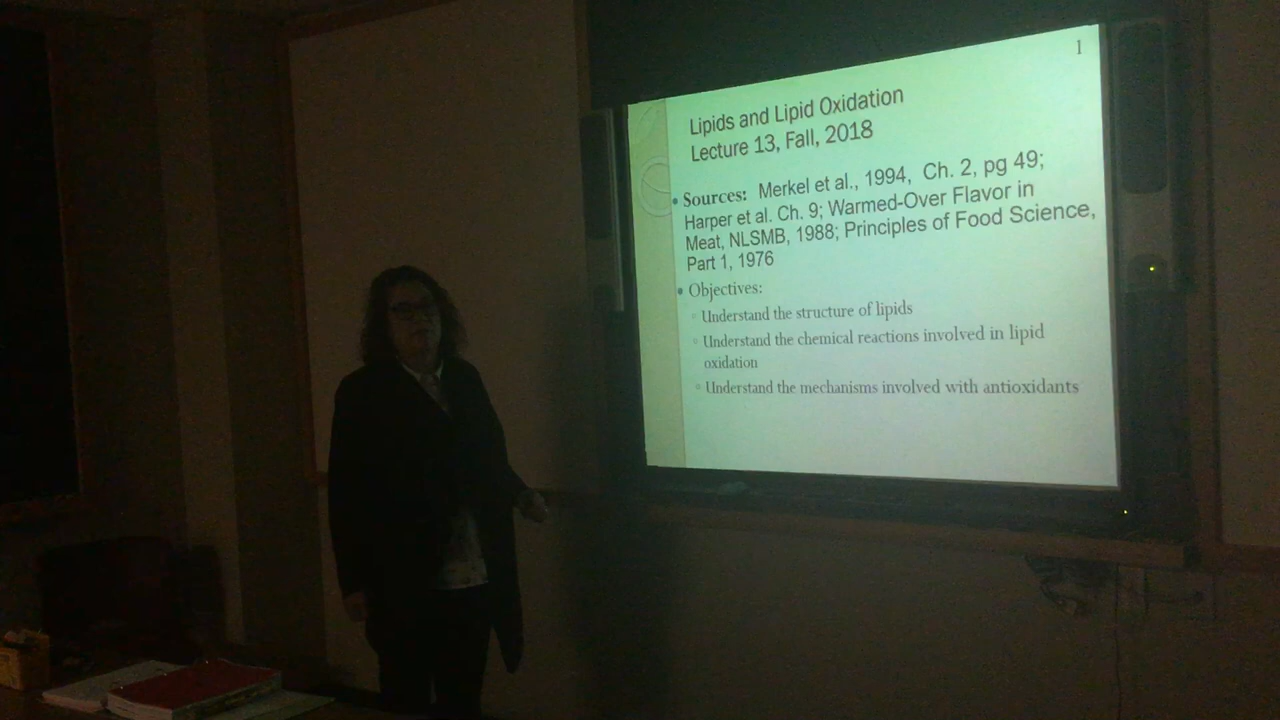 1
Lipids and Lipid Oxidation
Lecture 13, Fall, 2018
Sources: Merkel et al., 1994, Ch. 2, pg 49;
Harper et al. Ch. 9; Warmed-Over Flavor in
Meat, NLSMB, 1988; Principles of Food Science,
Part 1, 1976
Objectives:
Understand the structure of lipids
Understand the chemical reactions involved in lipid
oxidation
Understand the mechanisms involved with antioxidants